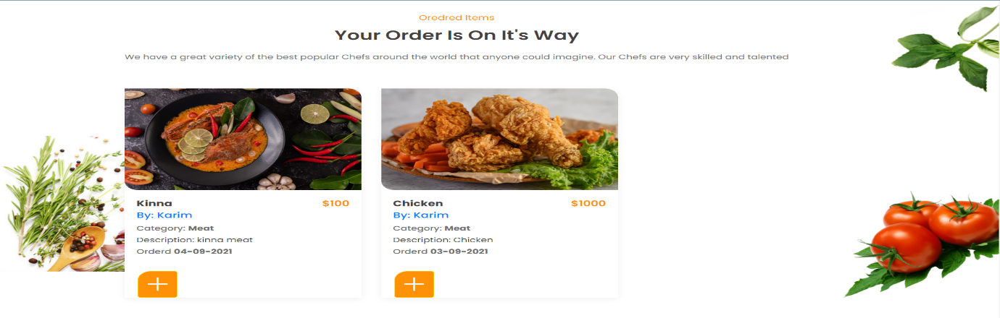 Oredred Items
Your Order Is On It's Way
We have a great variety of the best popular Chefs around the world that anyone could imagine. Our Chefs are very skilled and talented
Kinna $100
By: Karim
Category: Meat
Description: kinna meat
Orderd 04-09-2021
Chicken $1000
By: Karim
Category: Meat
Description: Chicken
Orderd 03-09-2021